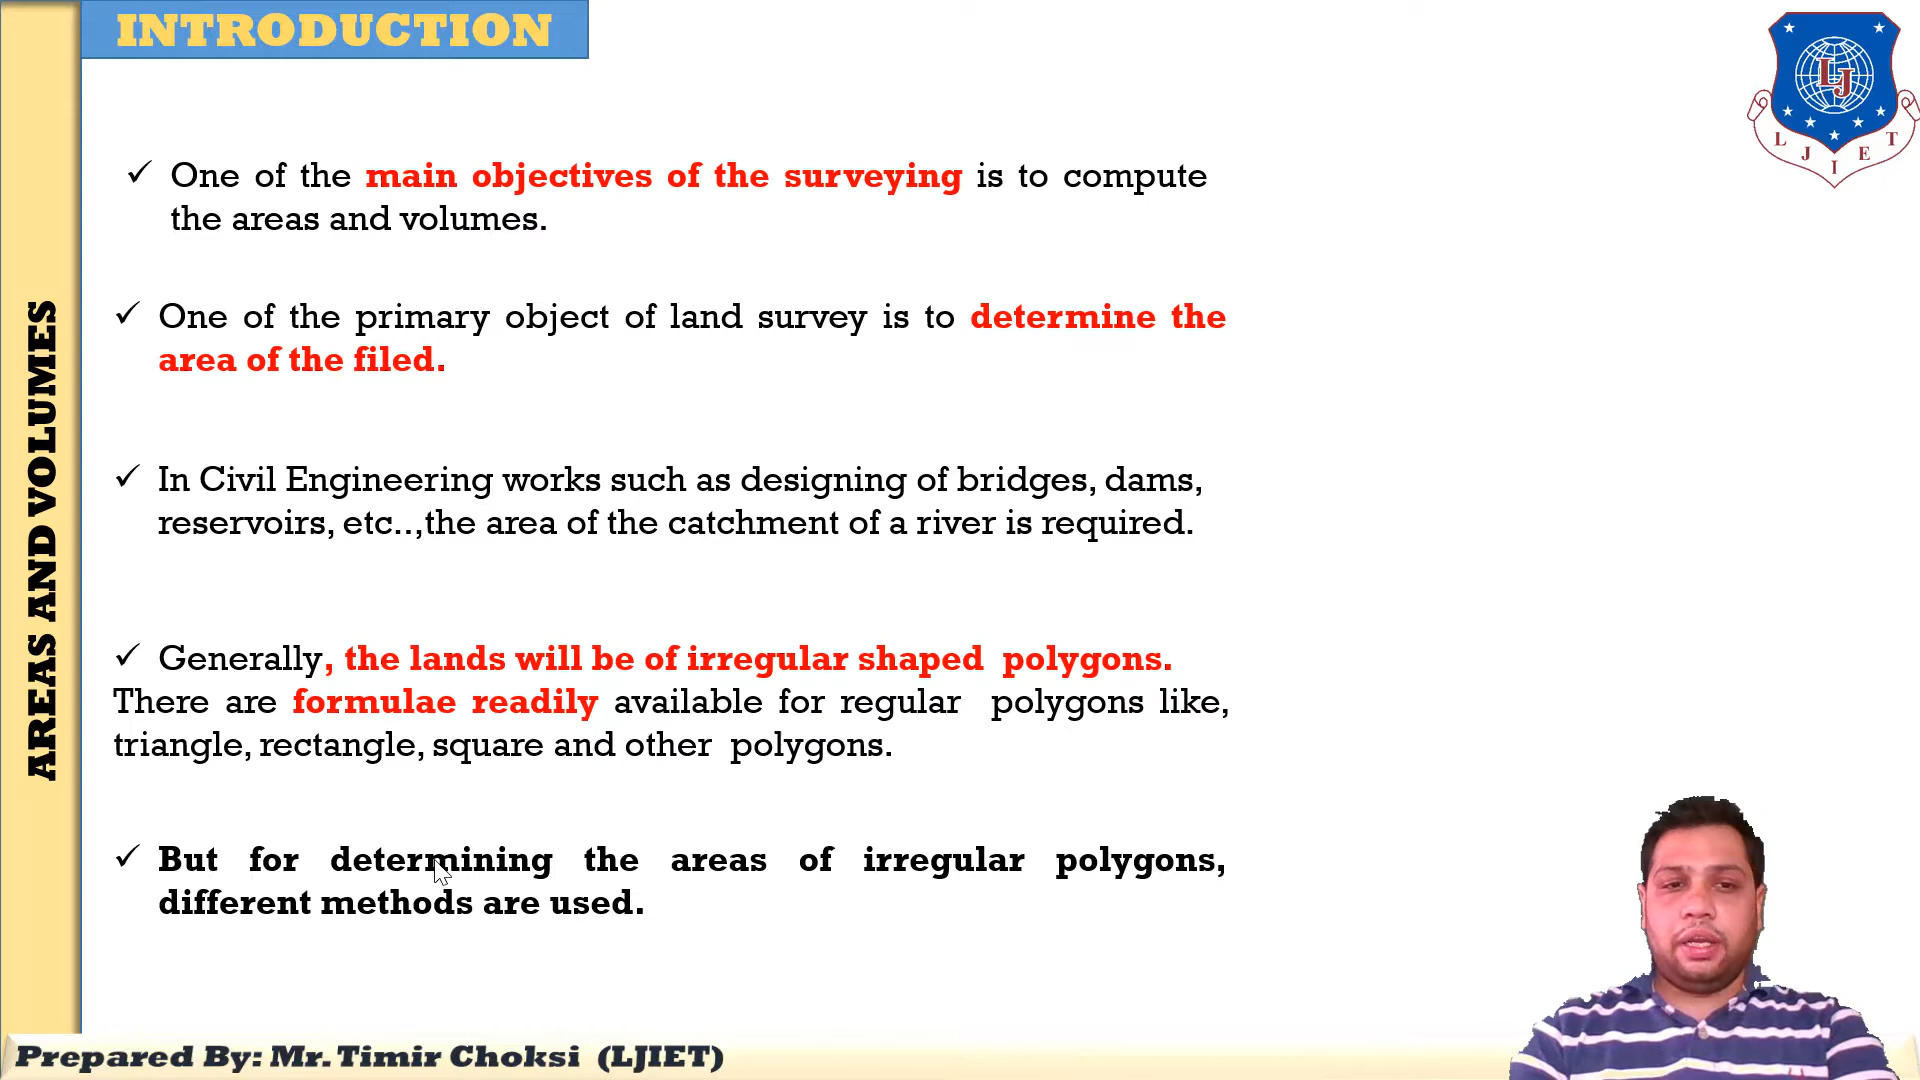 INTRODUCTION
One of the main objectives of the surveying is to compute
the areas and volumes.
One of the primary object of land survey is to determine the
area of the filed.
In Civil Engineering works such as designing of bridges, dams,
reservoirs, etc..,the area of the catchment of a river is required.
Generally, the lands will be of irregular shaped polygons.
There are formulae readily available for regular polygons like,
triangle, rectangle, square and other polygons.
But for determining the areas of irregular polygons,
different methods are used.
AREAS AND VOLUMES
Prepared By: Mr. Timir Choksi (LJIET)
LJ
L J I E T